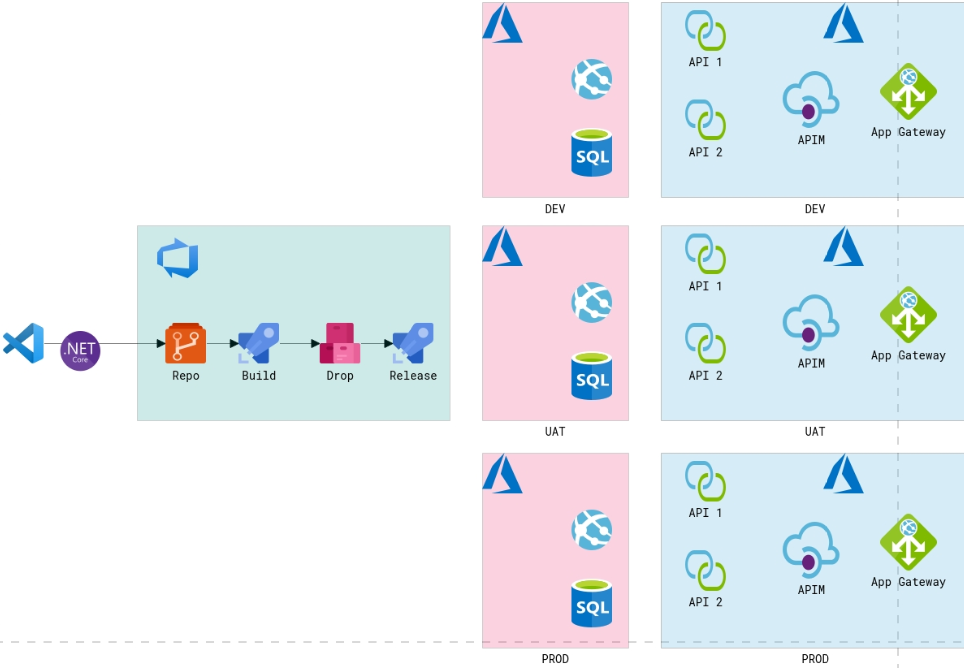 API 1
API 2
APIM
App Gateway
SQL
DEV
DEV
.NET
Core
Repo
Build
Drop
Release
API 1
API 2
APIM
App Gateway
SQL
UAT
UAT
API 1
API 2
APIM
App Gateway
SQL
PROD
PROD